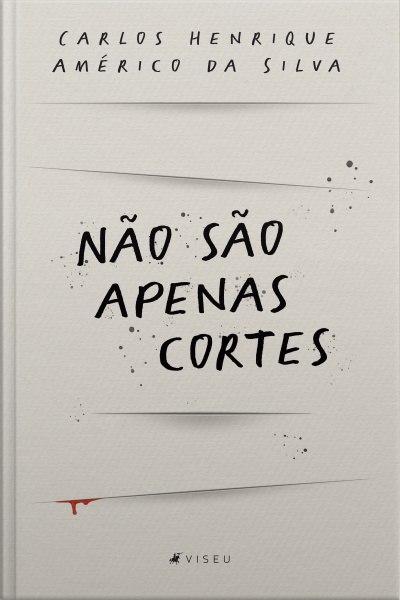 CARLOS HENRIQUE
AMÉRICO DA SILVA
NÃO SÃO
APENAS
CORTES
VISEU